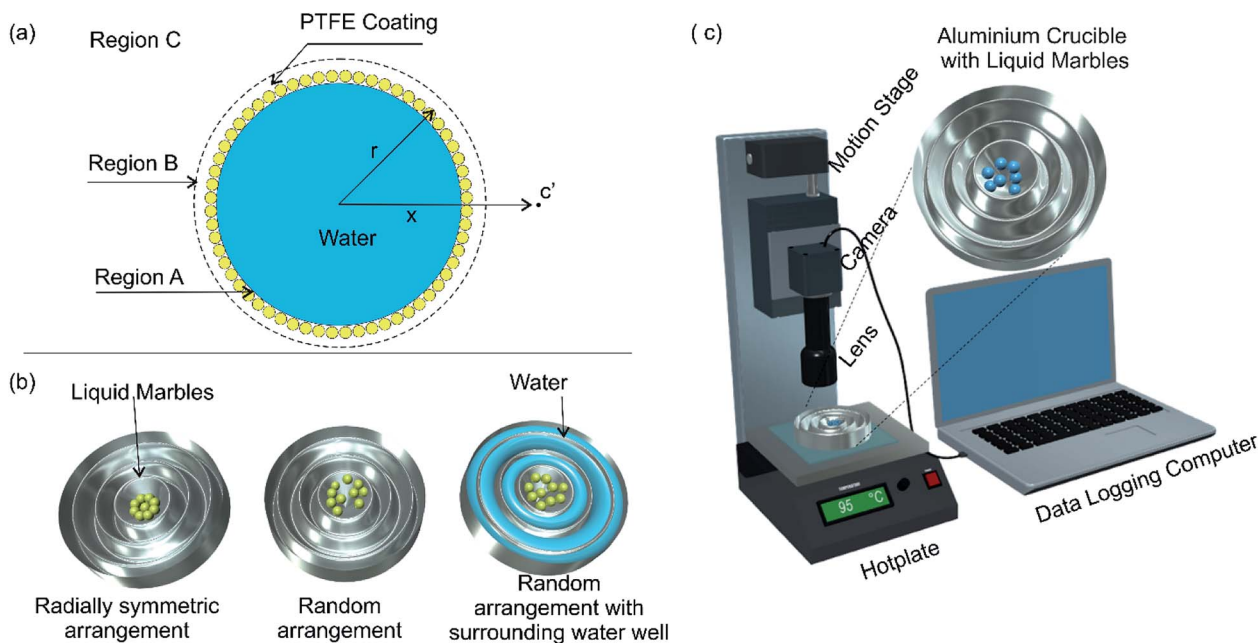 (a)
PTFE Coating
Region C
Region B
r
x
c'
Water
Region A
(b)
Liquid Marbles
Water
Radially symmetric
arrangement
Random
arrangement
Random
arrangement with
surrounding water well
( c)
Aluminium Crucible
with Liquid Marbles
Motion Stage
Camera
Lens
95 °C
Hotplate
Data Logging Computer